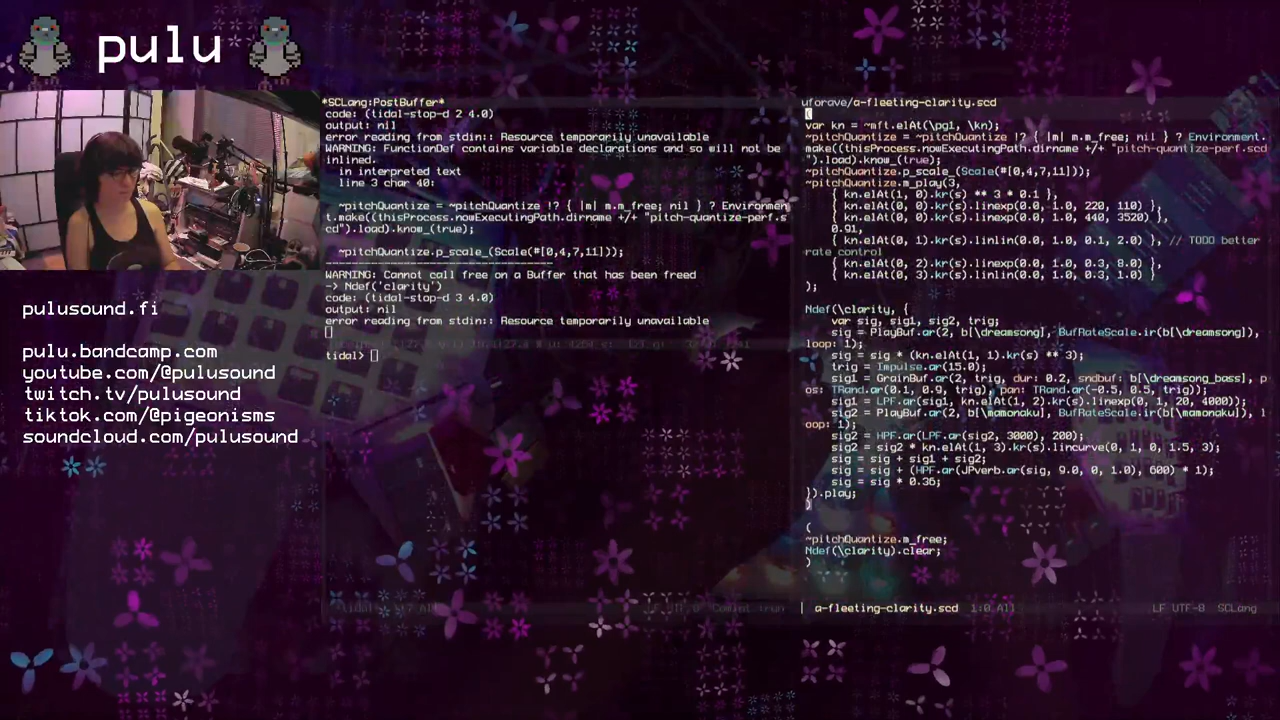 pulu
pulusound.fi
pulu.bandcamp.com
youtube.com/@pulusound
twitch.tv/pulusound
tiktok.com/@pigeonisms
soundcloud.com/pulusound
*SCLang:PostBuffer*
code: (tidal-stop-d 2 4.0)
output: nil
error reading from stdin:: Resource temporarily unavailable
WARNING: FunctionDef contains variable declarations and so will not be
inlined.
in interpreted text
line 3 char 40:
~pitchQuantize = ~pitchQuantize !? { |m| m.m_free; nil } ? Environmen
t.make((thisProcess.nowExecutingPath.dirname +/+ "pitch-quantize-perf.s
cd").load).know_(true);
~pitchQuantize.p_scale_(Scale(#[0,4,7,11]));
-----------------------------------
WARNING: Cannot call free on a Buffer that has been freed
~> Ndef('clarity')
code: (tidal-stop-d 3 4.0)
output: nil
error reading from stdin:: Resource temporarily unavailable
tidal>
uforave/a-fleeting-clarity.scd
(
var kn = ~mft.elAt(\pg1, \kn);
~pitchQuantize = ~pitchQuantize !? { |m| m.m_free; nil } ? Environment.
make((thisProcess.nowExecutingPath.dirname +/+ "pitch-quantize-perf.scd
").load).know_(true);
~pitchQuantize.p_scale_(Scale(#[0,4,7,11]));
~pitchQuantize.m_play(3,
{ kn.elAt(1, 0).kr(s) ** 3 * 0.1 },
{ kn.elAt(0, 0).kr(s).linexp(0.0, 1.0, 220, 110) },
{ kn.elAt(0, 0).kr(s).linexp(0.0, 1.0, 440, 3520) },
0.91,
{ kn.elAt(0, 1).kr(s).linlin(0.0, 1.0, 0.1, 2.0) }, // TODO better
rate control
{ kn.elAt(0, 2).kr(s).linexp(0.0, 1.0, 0.3, 8.0) },
{ kn.elAt(0, 3).kr(s).linlin(0.0, 1.0, 0.3, 1.0) }
);
Ndef(\clarity, {
var sig, sig1, sig2, trig;
sig = PlayBuf.ar(2, b[\dreamsong], BufRateScale.ir(b[\dreamsong]),
loop: 1);
sig = sig * (kn.elAt(1, 1).kr(s) ** 3);
trig = Impulse.ar(15.0);
sig1 = GrainBuf.ar(2, trig, dur: 0.2, sndbuf: b[\dreamsong_bass], p
os: TRand.ar(0.1, 0.9, trig), pan: TRand.ar(-0.5, 0.5, trig));
sig1 = LPF.ar(sig1, kn.elAt(1, 2).kr(s).linexp(0, 1, 20, 4000));
sig2 = PlayBuf.ar(2, b[\mamonaku], BufRateScale.ir(b[\mamonaku]), l
oop: 1);
sig2 = HPF.ar(LPF.ar(sig2, 3000), 200);
sig2 = sig2 * kn.elAt(1, 3).kr(s).lincurve(0, 1, 0, 1.5, 3);
sig = sig + sig1 + sig2;
sig = sig + (HPF.ar(JPverb.ar(sig, 9.0, 0, 1.0), 600) * 1);
sig = sig * 0.36;
}).play;
)
(
~pitchQuantize.m_free;
Ndef(\clarity).clear;
)
a-fleeting-clarity.scd 1:0 All LF UTF-8 SCLang